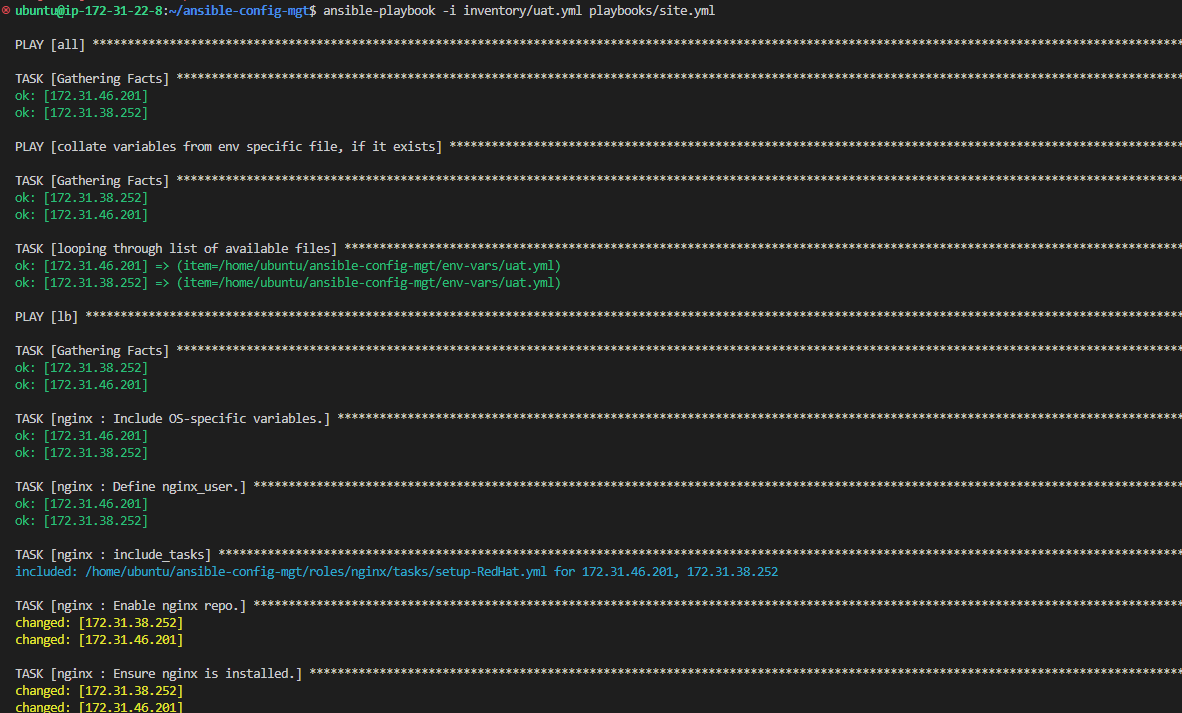 ubuntu@ip-172-31-22-8:~/ansible-config-mgt$ ansible-playbook -i inventory/uat.yml playbooks/site.yml
PLAY [all] ****************************************************************************************************************************************************************
TASK [Gathering Facts] ****************************************************************************************************************************************************
ok: [172.31.46.201]
ok: [172.31.38.252]
PLAY [collate variables from env specific file, if it exists] *************************************************************************************************************
TASK [Gathering Facts] ****************************************************************************************************************************************************
ok: [172.31.38.252]
ok: [172.31.46.201]
TASK [looping through list of available files] ****************************************************************************************************************************
ok: [172.31.46.201] => (item=/home/ubuntu/ansible-config-mgt/env-vars/uat.yml)
ok: [172.31.38.252] => (item=/home/ubuntu/ansible-config-mgt/env-vars/uat.yml)
PLAY [lb] *****************************************************************************************************************************************************************
TASK [Gathering Facts] ****************************************************************************************************************************************************
ok: [172.31.38.252]
ok: [172.31.46.201]
TASK [nginx : Include OS-specific variables.] *****************************************************************************************************************************
ok: [172.31.46.201]
ok: [172.31.38.252]
TASK [nginx : Define nginx_user.] *****************************************************************************************************************************************
ok: [172.31.46.201]
ok: [172.31.38.252]
TASK [nginx : include_tasks] **********************************************************************************************************************************************
included: /home/ubuntu/ansible-config-mgt/roles/nginx/tasks/setup-RedHat.yml for 172.31.46.201, 172.31.38.252
TASK [nginx : Enable nginx repo.] *****************************************************************************************************************************************
changed: [172.31.38.252]
changed: [172.31.46.201]
TASK [nginx : Ensure nginx is installed.] *********************************************************************************************************************************
changed: [172.31.38.252]
changed: [172.31.46.201]